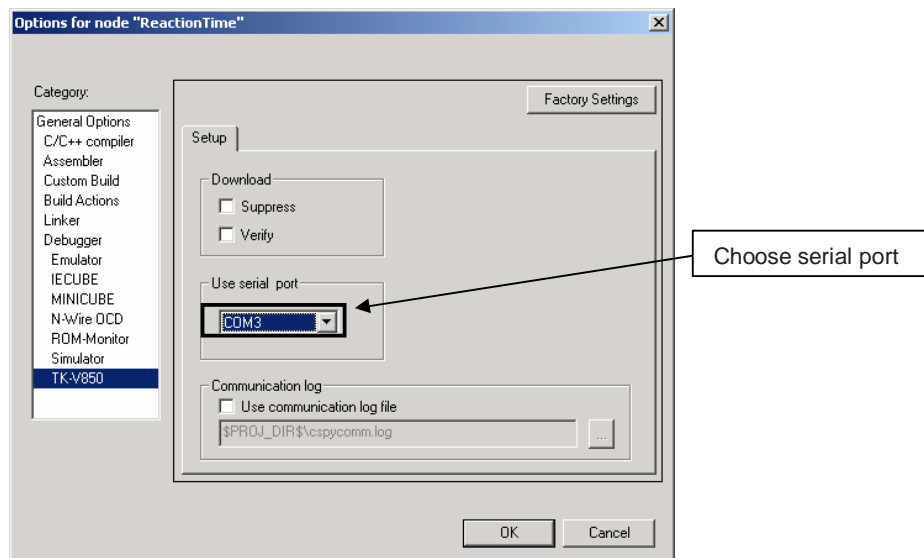 Options for node "ReactionTime"
Category:
General Options
C/C++ compiler
Assembler
Custom Build
Build Actions
Linker
Debugger
Emulator
IECUBE
MINICUBE
N-Wire OCD
ROM-Monitor
Simulator
TK-V850
Factory Settings
Setup
Download
Suppress
Verify
Use serial port
COM3
Communication log
Use communication log file
$PROJ_DIR$\cspycomm.log
...
OK
Cancel
Choose serial port